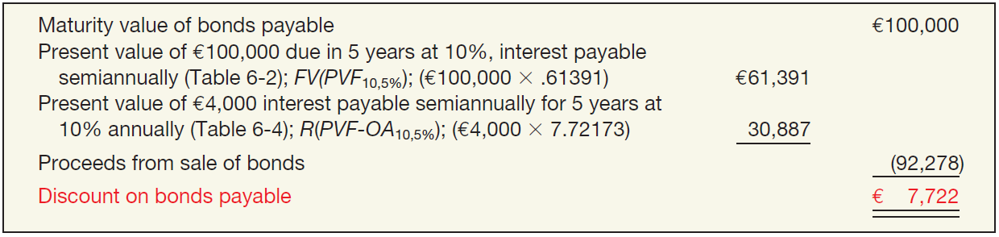 Maturity value of bonds payable €100,000
Present value of €100,000 due in 5 years at 10%, interest payable
semiannually (Table 6-2); FV(PVF10,5%); (€100,000 × .61391) €61,391
Present value of €4,000 interest payable semiannually for 5 years at
10% annually (Table 6-4); R(PVF-OA10,5%); (€4,000 × 7.72173) 30,887
Proceeds from sale of bonds (92,278)
Discount on bonds payable € 7,722